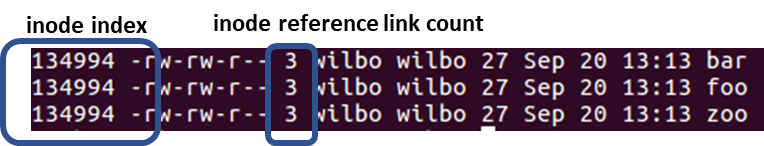 inode index inode reference link count
134994 -rw-rw-r-- 3 wilbo wilbo 27 Sep 20 13:13 bar
134994 -rw-rw-r-- 3 wilbo wilbo 27 Sep 20 13:13 foo
134994 -rw-rw-r-- 3 wilbo wilbo 27 Sep 20 13:13 zoo